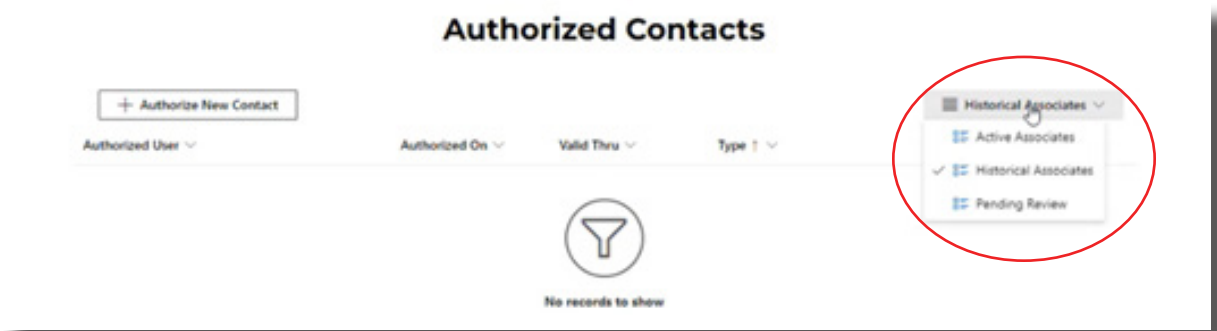 Authorized Contacts
+ Authorize New Contact
Historical Associates
Authorized User
Authorized On
Valid Thru
Type ↑
Active Associates
Historical Associates
Pending Review
No records to show